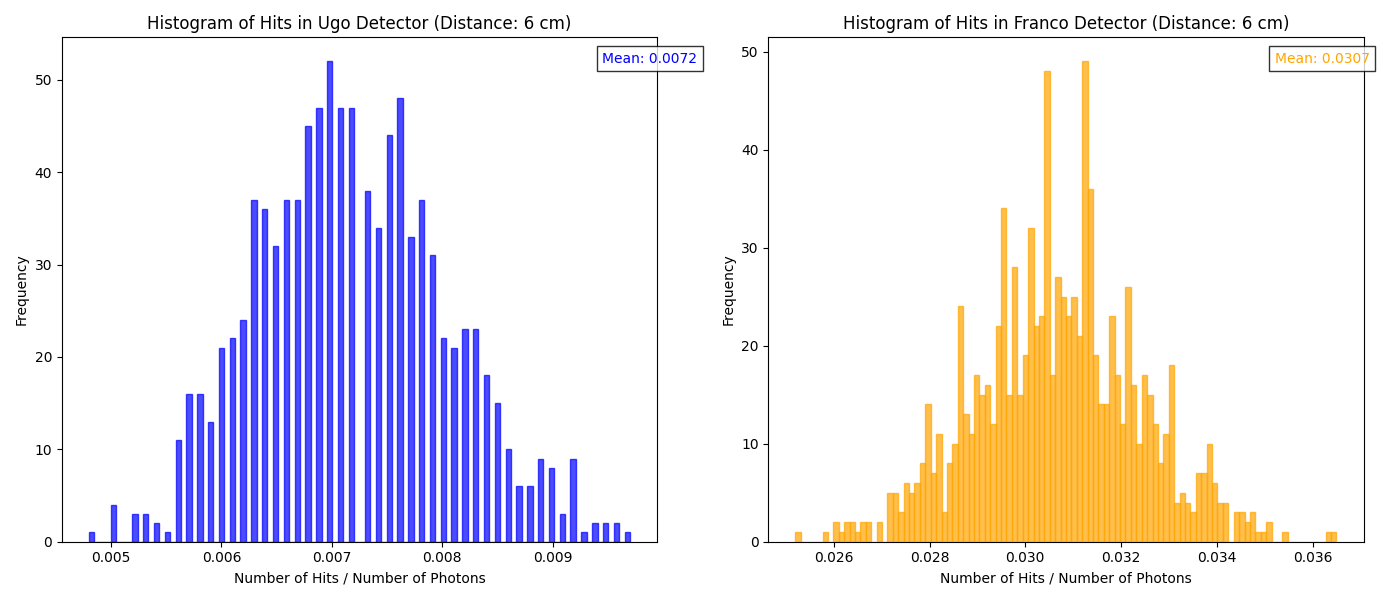 Histogram of Hits in Ugo Detector (Distance: 6 cm)
Mean: 0.0072
50
40
30
20
10
0
Frequency
0.005 0.006 0.007 0.008 0.009
Number of Hits / Number of Photons
Histogram of Hits in Franco Detector (Distance: 6 cm)
Mean: 0.0307
50
40
30
20
10
0
Frequency
0.026 0.028 0.030 0.032 0.034 0.036
Number of Hits / Number of Photons